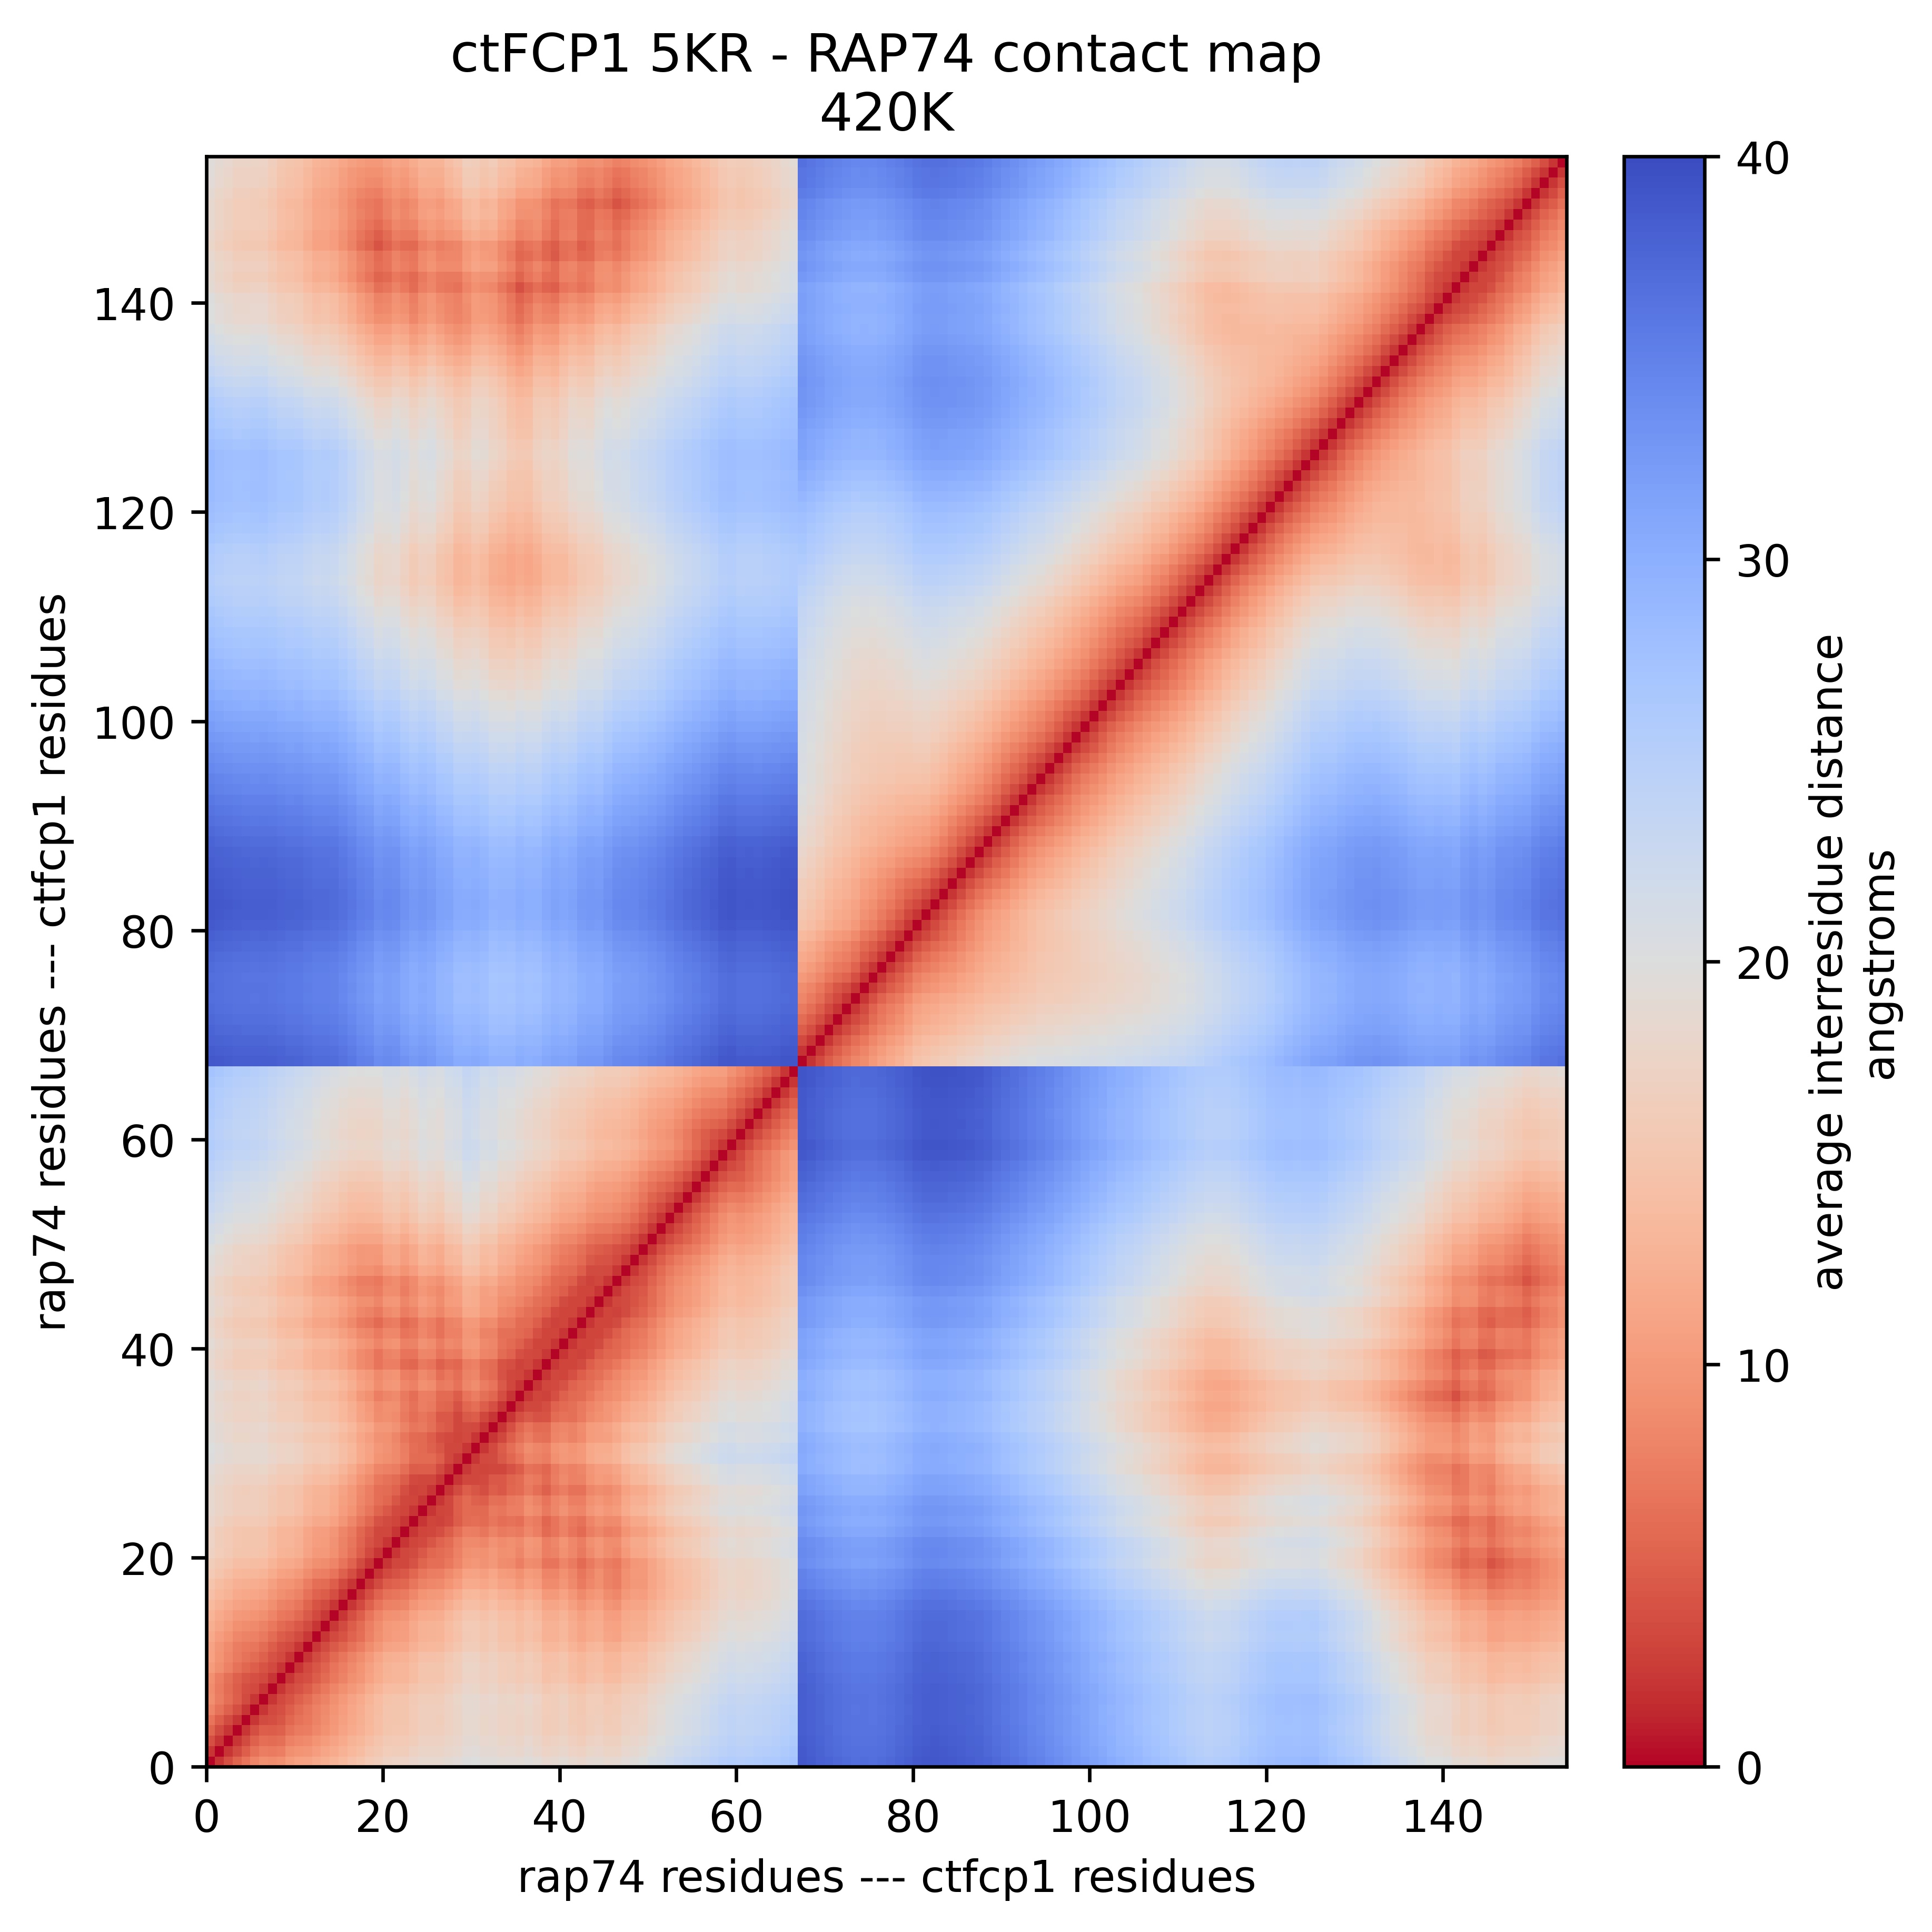 ctFCP1 5KR - RAP74 contact map
420K
rap74 residues --- ctfcp1 residues
140
120
100
80
60
40
20
0
0 20 40 60 80 100 120 140
rap74 residues --- ctfcp1 residues
40
30
20
10
0
average interresidue distance
angstroms